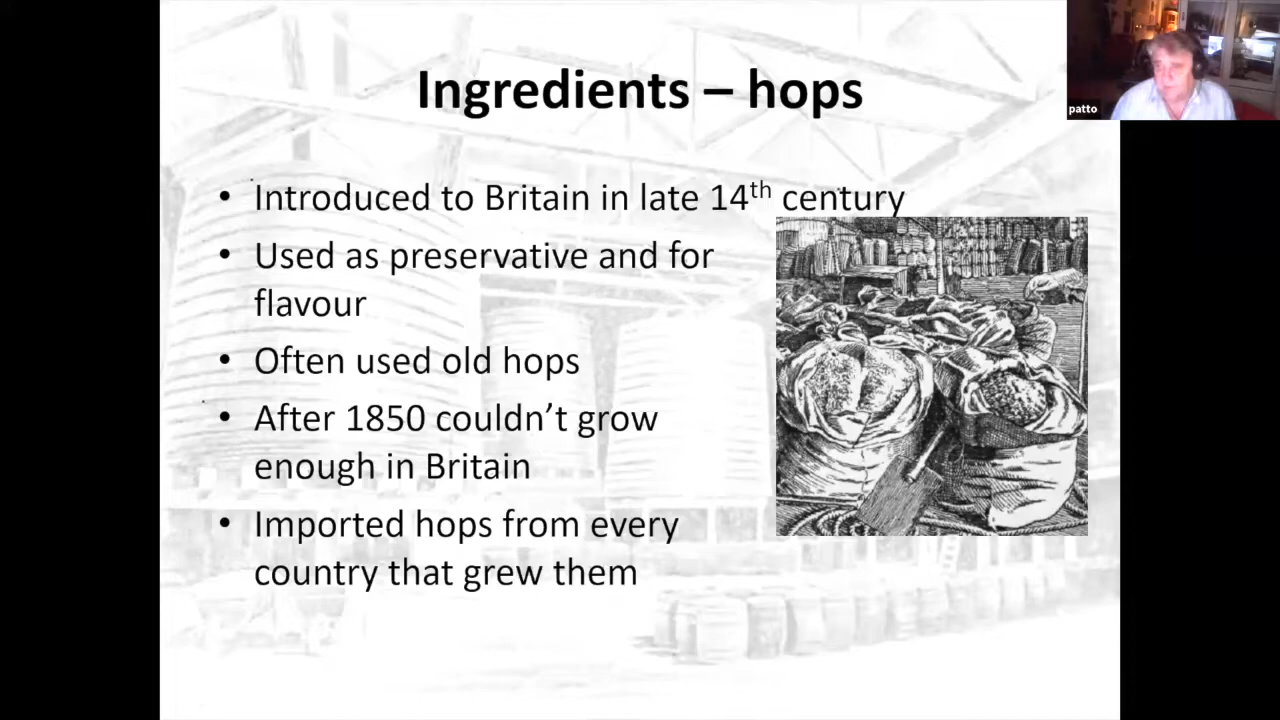 Ingredients – hops
patto
• Introduced to Britain in late 14th century
• Used as preservative and for
flavour
• Often used old hops
• After 1850 couldn't grow
enough in Britain
• Imported hops from every
country that grew them